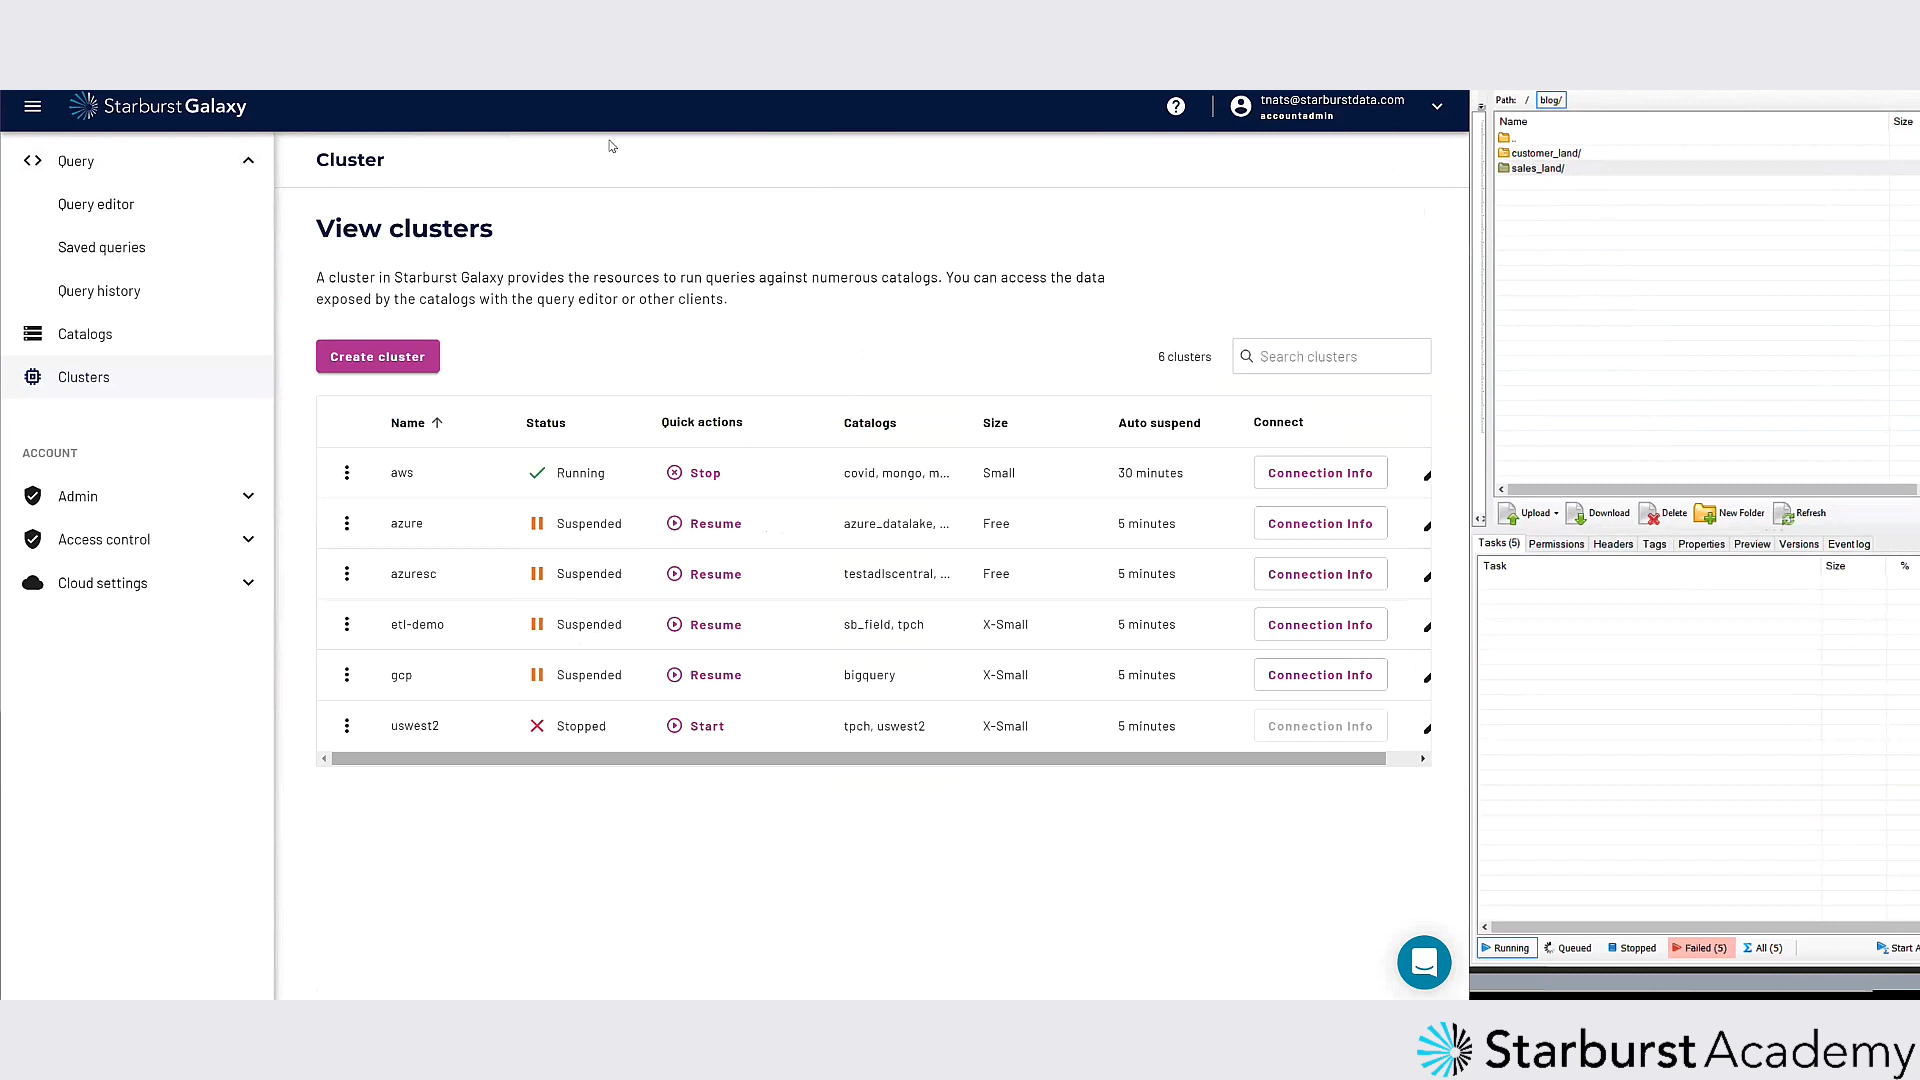 Starburst Galaxy
tnats@starburstdata.com
accountadmin
Query
Query editor
Saved queries
Query history
Catalogs
Clusters
ACCOUNT
Admin
Access control
Cloud settings
Cluster
View clusters
A cluster in Starburst Galaxy provides the resources to run queries against numerous catalogs. You can access the data
exposed by the catalogs with the query editor or other clients.
Create cluster
6 clusters
Search clusters
Name Status Quick actions Catalogs Size Auto suspend Connect
aws Running Stop covid, mongo, m... Small 30 minutes Connection Info
azure Suspended Resume azure_datalake, ... Free 5 minutes Connection Info
azuresc Suspended Resume testadlscentral, ... Free 5 minutes Connection Info
etl-demo Suspended Resume sb_field, tpch X-Small 5 minutes Connection Info
gcp Suspended Resume bigquery X-Small 5 minutes Connection Info
uswest2 Stopped Start tpch, uswest2 X-Small 5 minutes Connection Info
Path: / blog/
Name Size
..
customer_land/
sales_land/
Upload Download Delete New Folder Refresh
Tasks (5) Permissions Headers Tags Properties Preview Versions Eventlog
Task Size %
Running Queued Stopped Failed (5) Σ All (5) Start A
Starburst Academy